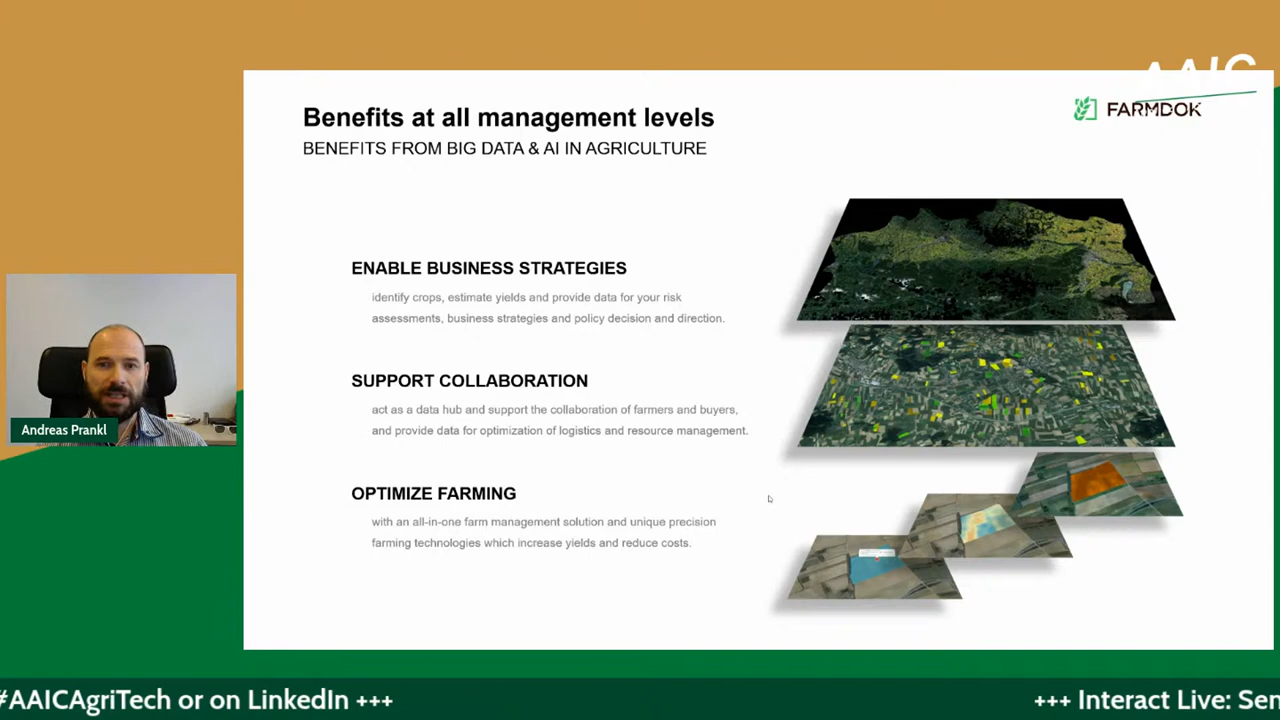 AAIC
Benefits at all management levels
FARMDOK
BENEFITS FROM BIG DATA & AI IN AGRICULTURE
ENABLE BUSINESS STRATEGIES
identify crops, estimate yields and provide data for your risk
assessments, business strategies and policy decision and direction.
SUPPORT COLLABORATION
act as a data hub and support the collaboration of farmers and buyers,
and provide data for optimization of logistics and resource management.
Andreas Prankl
OPTIMIZE FARMING
with an all-in-one farm management solution and unique precision
farming technologies which increase yields and reduce costs.
#AAICAgriTech or on LinkedIn +++ +++ Interact Live: Sen